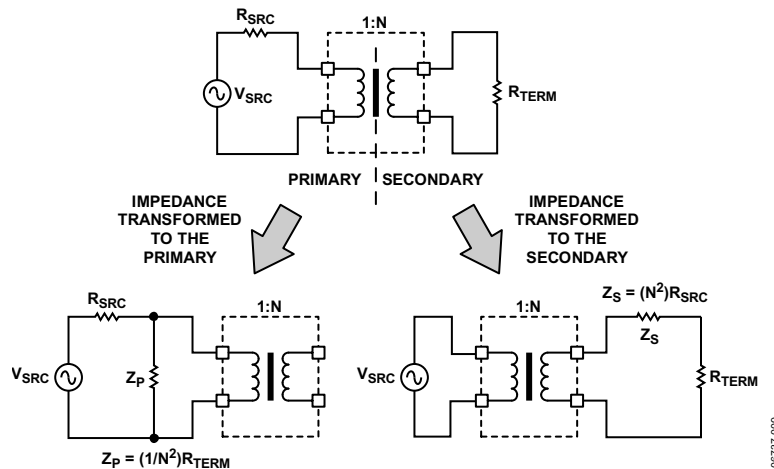 R_SRC
1:N
V_SRC
R_TERM
PRIMARY
SECONDARY
IMPEDANCE
TRANSFORMED
TO THE
PRIMARY
IMPEDANCE
TRANSFORMED
TO THE
SECONDARY
R_SRC
1:N
V_SRC
Z_P
Z_P = (1/N²)R_TERM
1:N
Z_S = (N²)R_SRC
Z_S
V_SRC
R_TERM